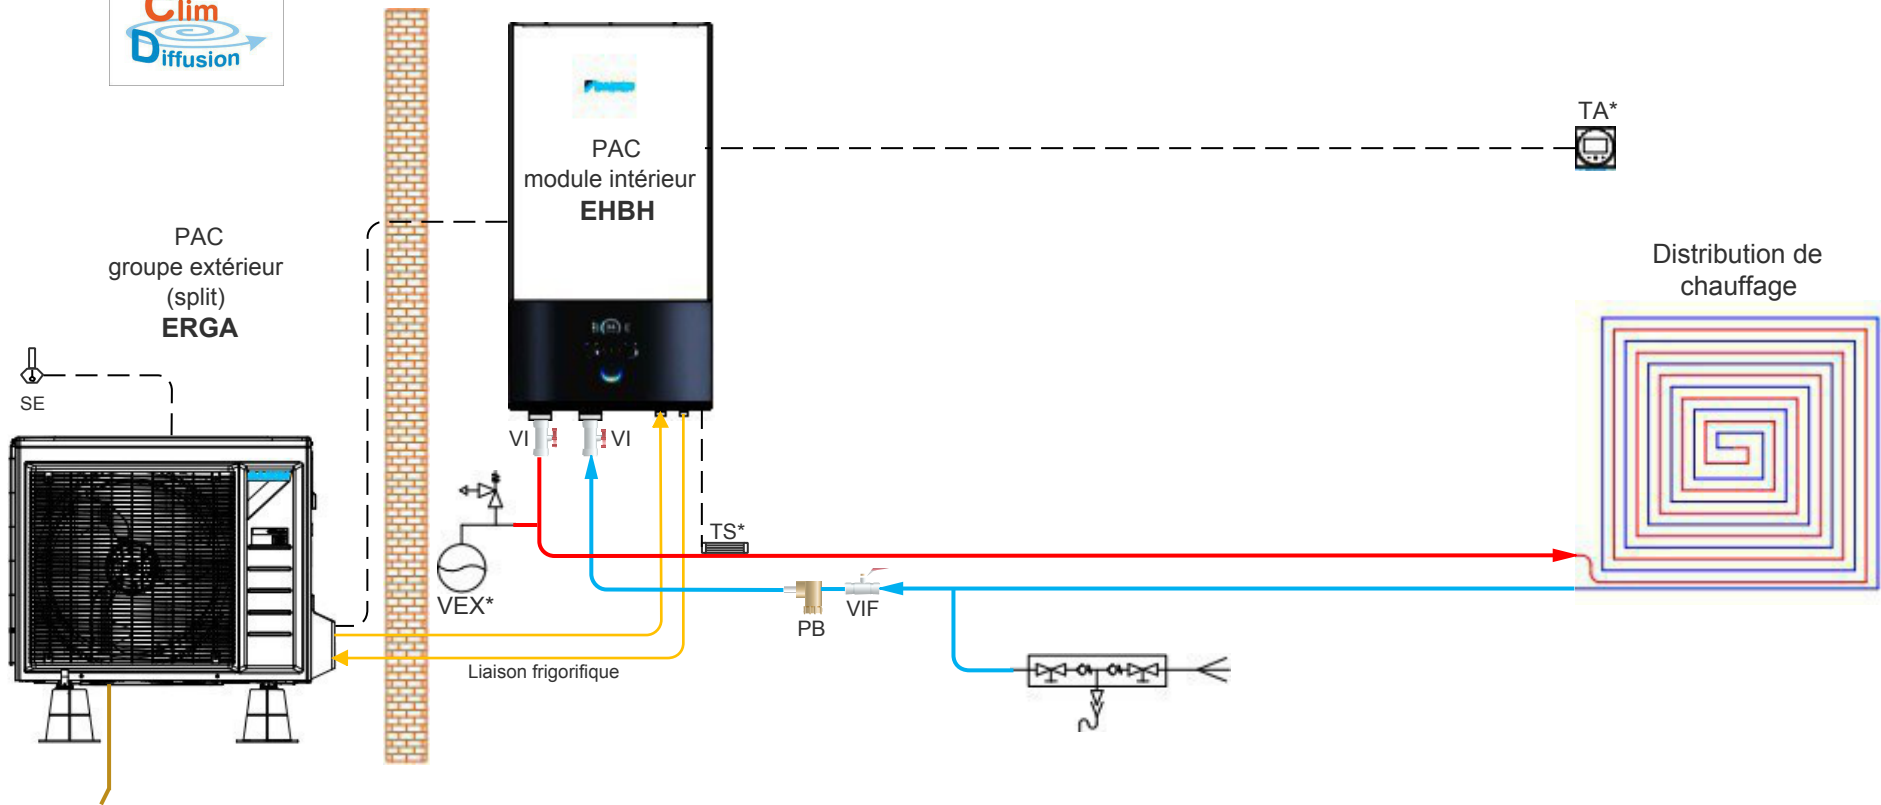 Clim
Diffusion
PAC
module intérieur
EHBH
TA*
PAC
groupe extérieur
(split)
ERGA
Distribution de
chauffage
SE
VI
VI
TS*
VEX*
PB
VIF
Liaison frigorifique